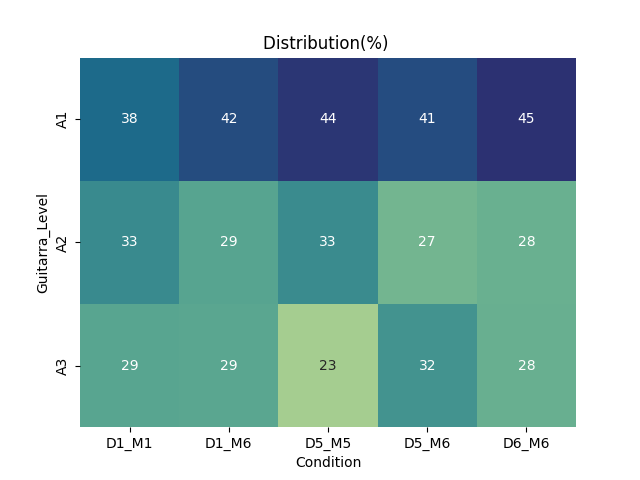 Distribution(%)
Guitarra_Level
A1 38 42 44 41 45
A2 33 29 33 27 28
A3 29 29 23 32 28
D1_M1 D1_M6 D5_M5 D5_M6 D6_M6
Condition